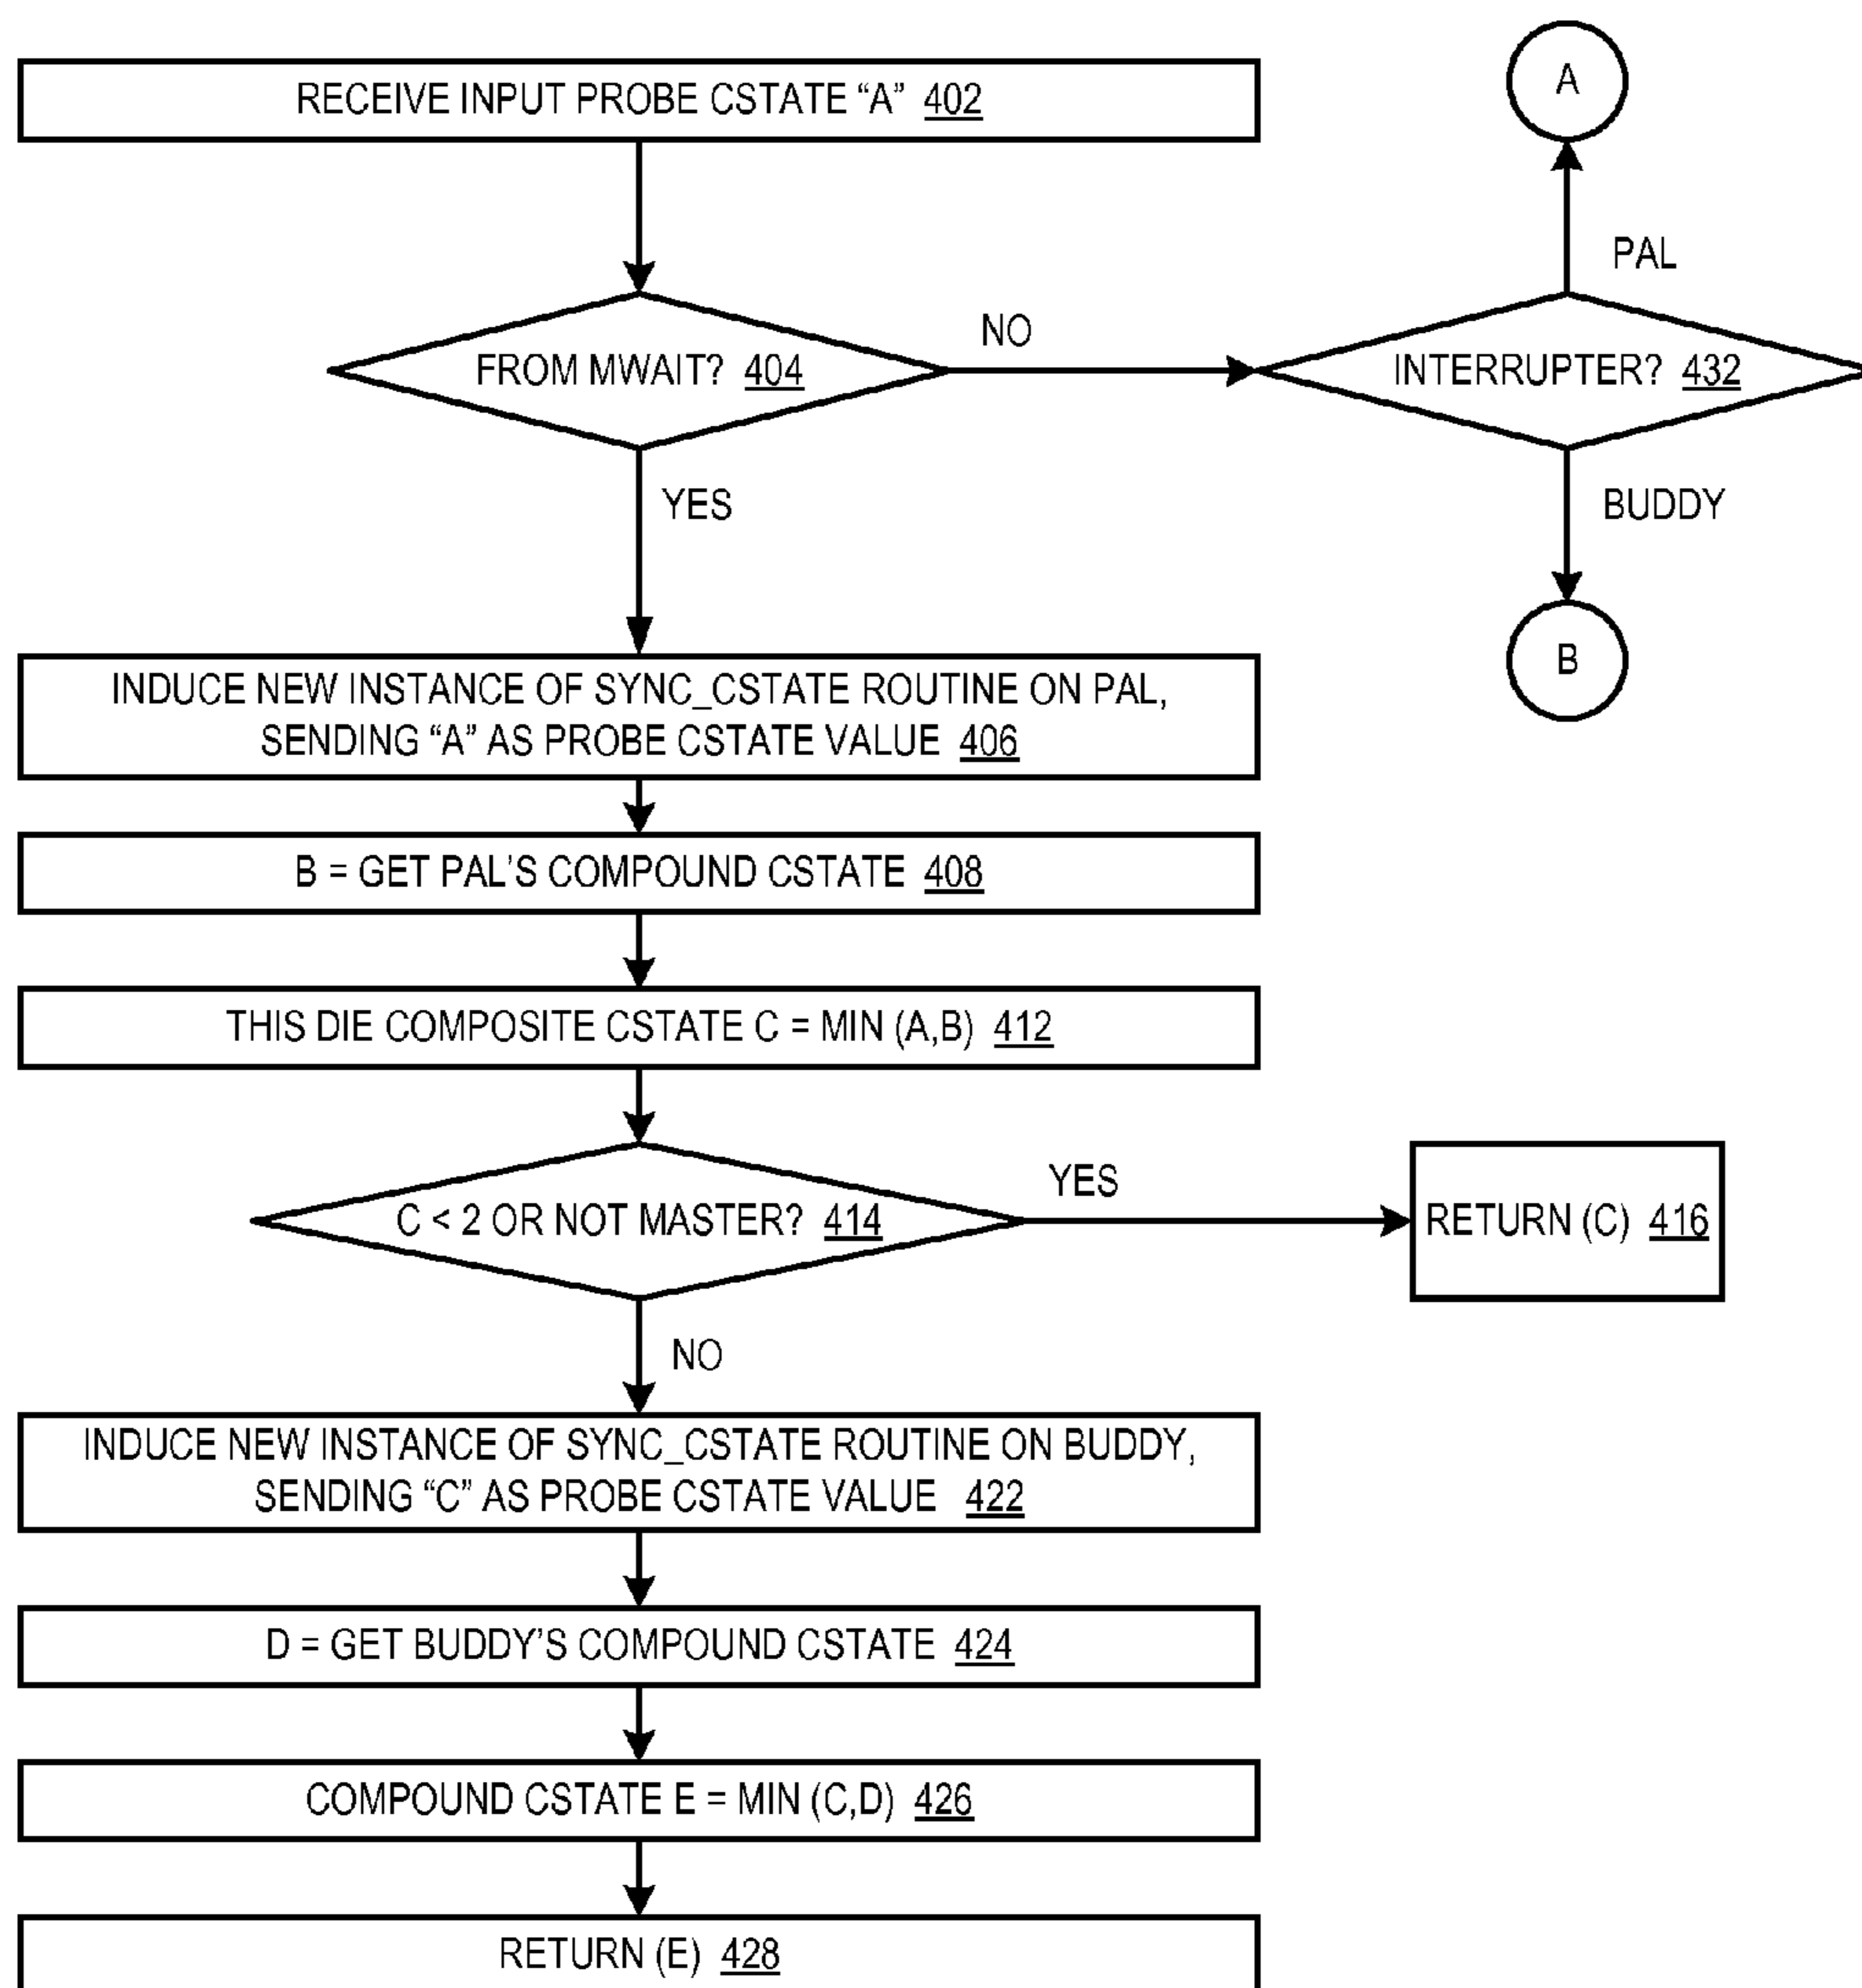 RECEIVE INPUT PROBE CSTATE “A” 402
A
PAL
FROM MWAIT? 404
NO
INTERRUPTER? 432
YES
BUDDY
B
INDUCE NEW INSTANCE OF SYNC_CSTATE ROUTINE ON PAL,
SENDING “A” AS PROBE CSTATE VALUE 406
B = GET PAL’S COMPOUND CSTATE 408
THIS DIE COMPOSITE CSTATE C = MIN (A,B) 412
C < 2 OR NOT MASTER? 414
YES
RETURN (C) 416
NO
INDUCE NEW INSTANCE OF SYNC_CSTATE ROUTINE ON BUDDY,
SENDING “C” AS PROBE CSTATE VALUE 422
D = GET BUDDY’S COMPOUND CSTATE 424
COMPOUND CSTATE E = MIN (C,D) 426
RETURN (E) 428